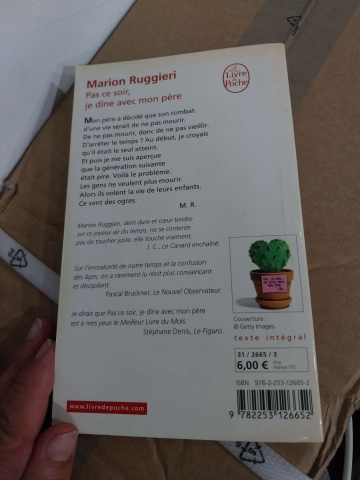 Marion Ruggieri
Le
Livre
de
Poche
Pas ce soir,
je dîne avec mon père
Mon père a décidé que son combat
d'une vie serait de ne pas mourir.
De ne pas mourir, donc de ne pas vieillir.
D'arrêter le temps ? Au début, je croyais
qu'il était le seul atteint.
Et puis je me suis aperçue
que la génération suivante
était pire. Voilà le problème.
Les gens ne veulent plus mourir.
Alors ils volent la vie de leurs enfants.
Ce sont des ogres.
M. R.
Marion Ruggieri, dent dure et cœur tendre
sur ce joyeux air du temps, ne se contente
pas de toucher juste, elle touche vraiment.
J. C., Le Canard enchaîné.
Sur l'immaturité de notre temps et la confusion
des âges, on a rarement lu récit plus convaincant
et désopilant.
Pascal Bruckner, Le Nouvel Observateur.
Je dirais que Pas ce soir, je dîne avec mon père
est à mes yeux le Meilleur Livre du Mois.
Stéphane Denis, Le Figaro.
Couverture :
© Getty Images.
texte intégral
31 / 2665 / 3
6,00 € Prix
France TTC
ISBN 978-2-253-12665-2
9 782253 126652
www.livredepoche.com